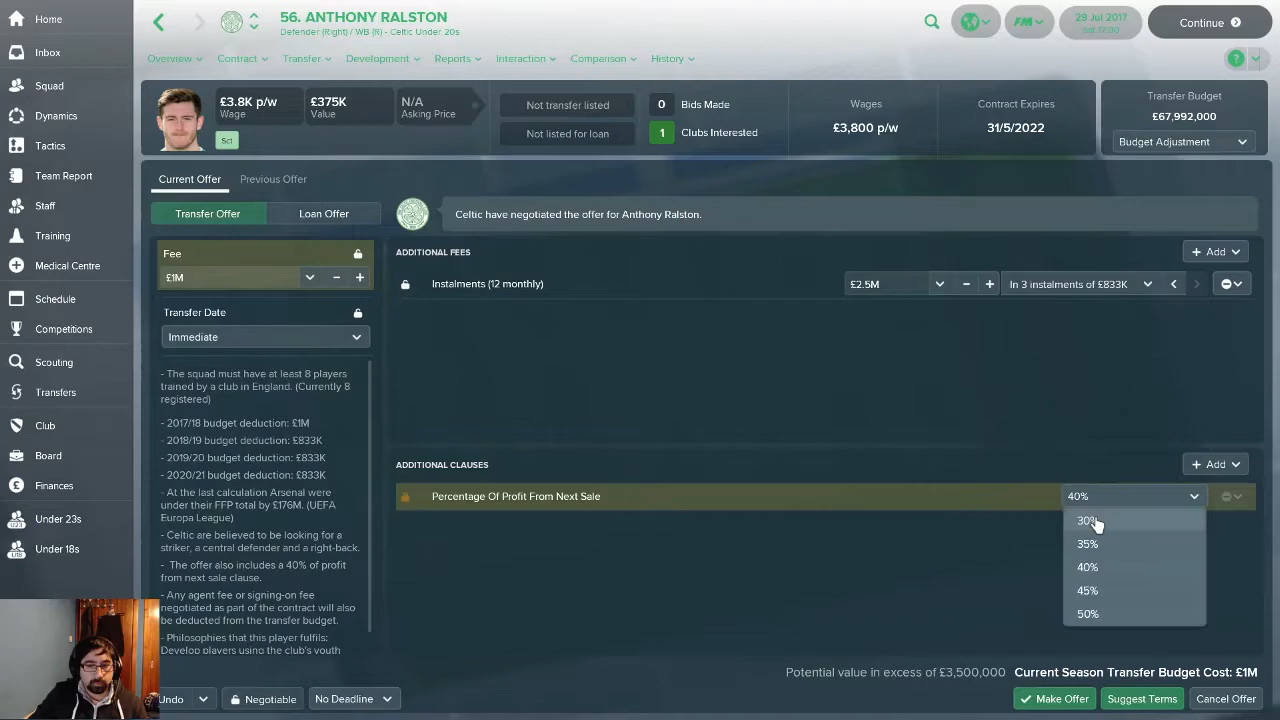 Home
Inbox
Squad
Dynamics
Tactics
Team Report
Staff
Training
Medical Centre
Schedule
Competitions
Scouting
Transfers
Club
Board
Finances
Under 23s
Under 18s
56. ANTHONY RALSTON
Defender (Right) / WB (R) - Celtic Under 20s
FM
29 Jul 2017
Sat 17:00
Continue
Overview
Contract
Transfer
Development
Reports
Interaction
Comparison
History
?
£3.8K p/w
Wage
£375K
Value
N/A
Asking Price
Sct
Not transfer listed
Not listed for loan
0 Bids Made
1 Clubs Interested
Wages
£3,800 p/w
Contract Expires
31/5/2022
Transfer Budget
£67,992,000
Budget Adjustment
Current Offer
Previous Offer
Transfer Offer
Loan Offer
Celtic have negotiated the offer for Anthony Ralston.
Fee
£1M
Transfer Date
Immediate
- The squad must have at least 8 players
trained by a club in England. (Currently 8
registered)
- 2017/18 budget deduction: £1M
- 2018/19 budget deduction: £833K
- 2019/20 budget deduction: £833K
- 2020/21 budget deduction: £833K
- At the last calculation Arsenal were
under their FFP total by £176M. (UEFA
Europa League)
- Celtic are believed to be looking for a
striker, a central defender and a right-back.
- The offer also includes a 40% of profit
from next sale clause.
- Any agent fee or signing-on fee
negotiated as part of the contract will also
be deducted from the transfer budget.
- Philosophies that this player fulfils:
Develop players using the club's youth
ADDITIONAL FEES
+ Add
Instalments (12 monthly)
£2.5M
In 3 instalments of £833K
ADDITIONAL CLAUSES
+ Add
Percentage Of Profit From Next Sale
40%
30%
35%
40%
45%
50%
Potential value in excess of £3,500,000
Current Season Transfer Budget Cost: £1M
Undo
Negotiable
No Deadline
Make Offer
Suggest Terms
Cancel Offer